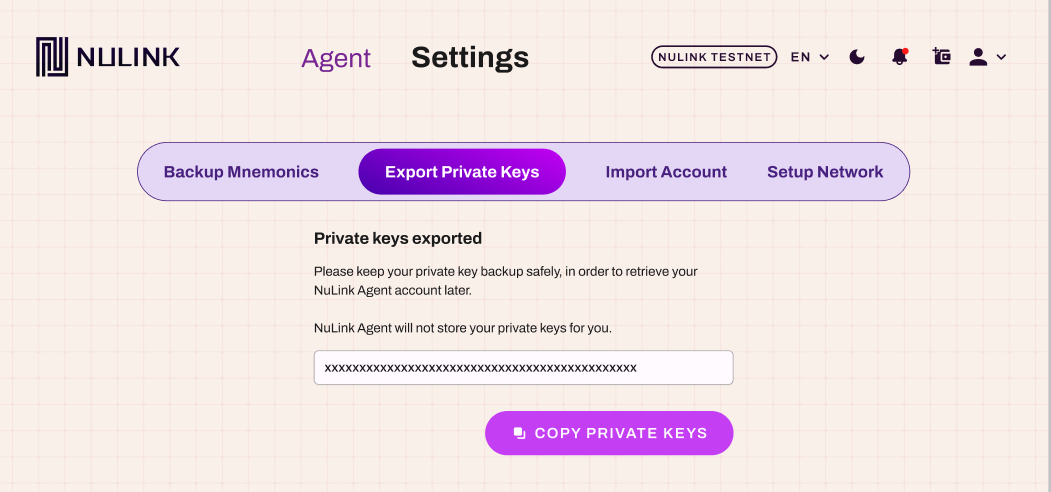 NULINK
Agent
Settings
NULINK TESTNET
EN
Backup Mnemonics
Export Private Keys
Import Account
Setup Network
Private keys exported
Please keep your private key backup safely, in order to retrieve your
NuLink Agent account later.
NuLink Agent will not store your private keys for you.
xxxxxxxxxxxxxxxxxxxxxxxxxxxxxxxxxxxxxxxxxxxxx
COPY PRIVATE KEYS